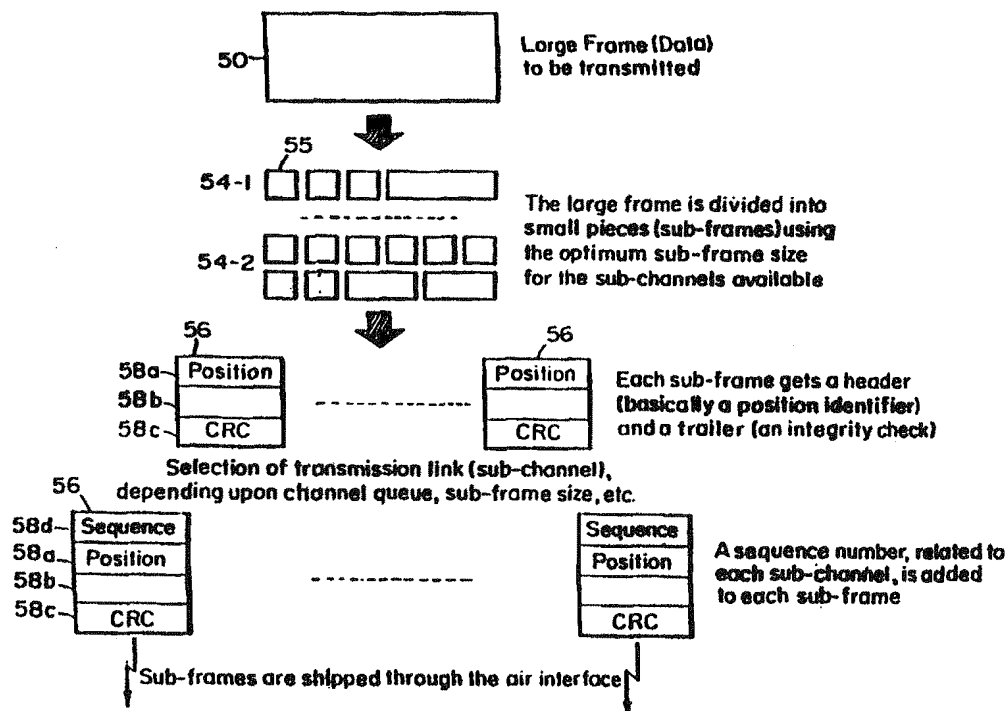 50
Large Frame (Data)
to be transmitted
55
54-1
54-2
The large frame is divided into
small pieces (sub-frames) using
the optimum sub-frame size
for the sub-channels available
56
56
58a
Position
58b
58c
CRC
Position
CRC
Each sub-frame gets a header
(basically a position identifier)
and a trailer (an integrity check)
Selection of transmission link (sub-channel),
depending upon channel queue, sub-frame size, etc.
56
58d
Sequence
58a
Position
58b
58c
CRC
Sequence
Position
CRC
A sequence number, related to
each sub-channel, is added
to each sub-frame
Sub-frames are shipped through the air interface